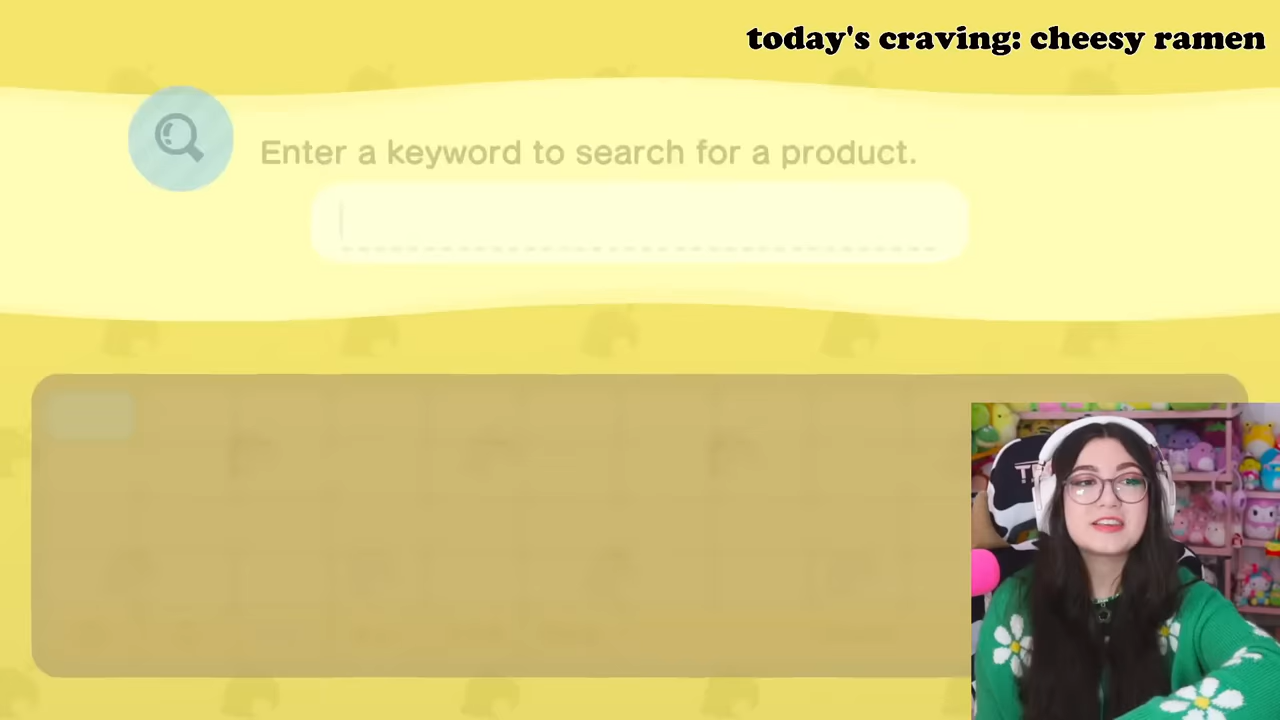 today's craving: cheesy ramen
Enter a keyword to search for a product.